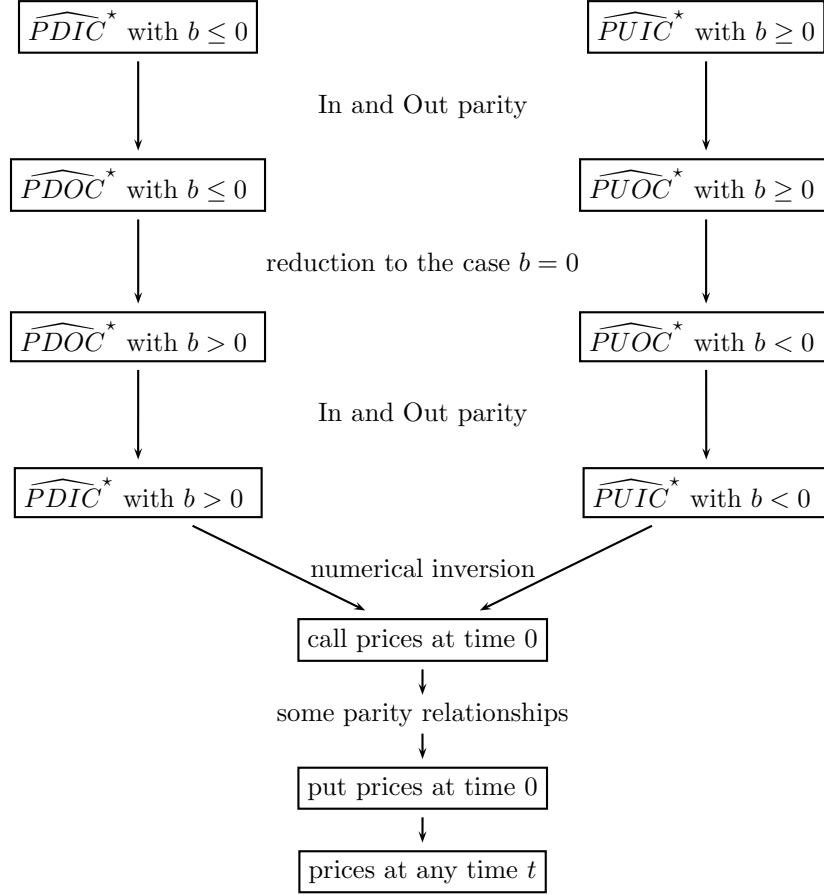 $\widehat{PDIC}^{\star}$ with $b \leq 0$
$\widehat{PUIC}^{\star}$ with $b \geq 0$
In and Out parity
$\widehat{PDOC}^{\star}$ with $b \leq 0$
$\widehat{PUOC}^{\star}$ with $b \geq 0$
reduction to the case $b = 0$
$\widehat{PDOC}^{\star}$ with $b > 0$
$\widehat{PUOC}^{\star}$ with $b < 0$
In and Out parity
$\widehat{PDIC}^{\star}$ with $b > 0$
$\widehat{PUIC}^{\star}$ with $b < 0$
numerical inversion
call prices at time 0
some parity relationships
put prices at time 0
prices at any time $t$